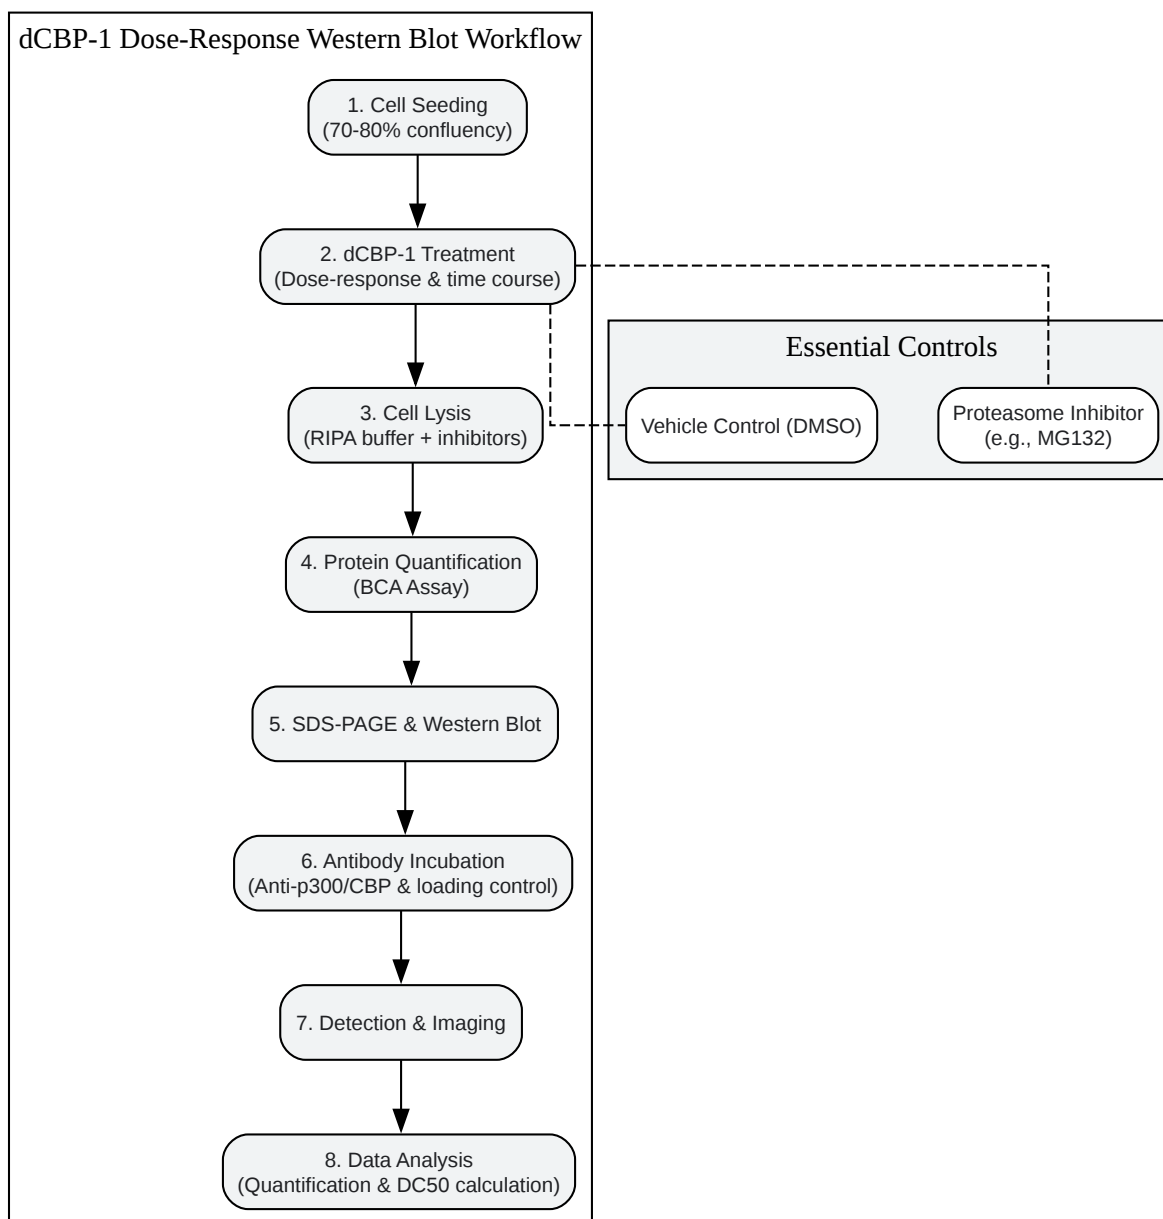 dCBP-1 Dose-Response Western Blot Workflow
1. Cell Seeding
(70-80% confluency)
2. dCBP-1 Treatment
(Dose-response & time course)
Essential Controls
3. Cell Lysis
(RIPA buffer + inhibitors)
Vehicle Control (DMSO)
Proteasome Inhibitor
(e.g., MG132)
4. Protein Quantification
(BCA Assay)
5. SDS-PAGE & Western Blot
6. Antibody Incubation
(Anti-p300/CBP & loading control)
7. Detection & Imaging
8. Data Analysis
(Quantification & DC50 calculation)